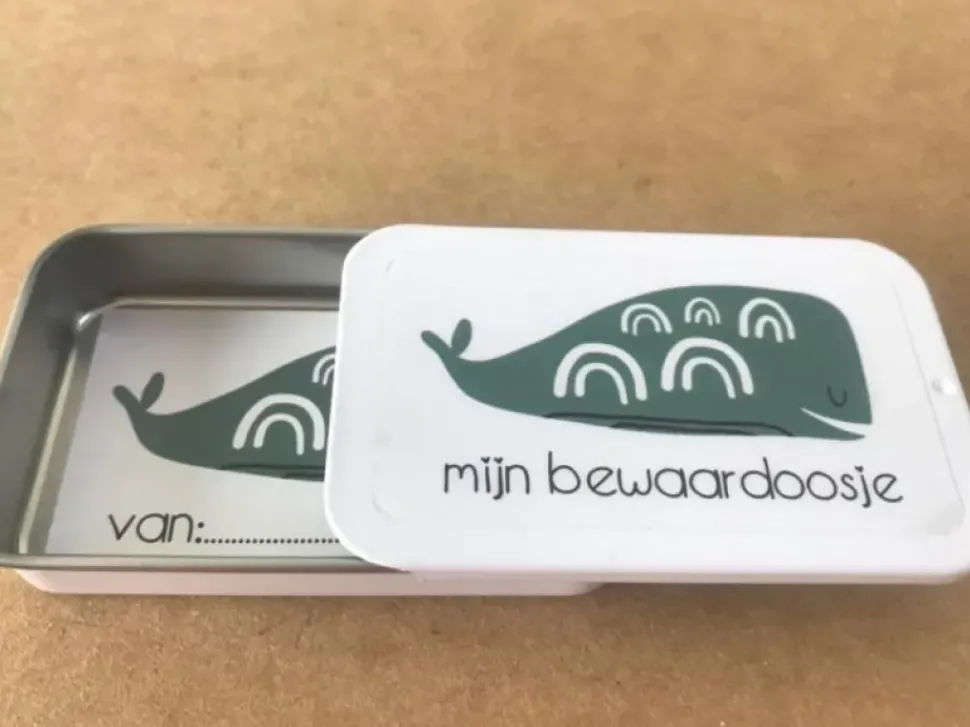 mijn bewaardoosje
van:........................